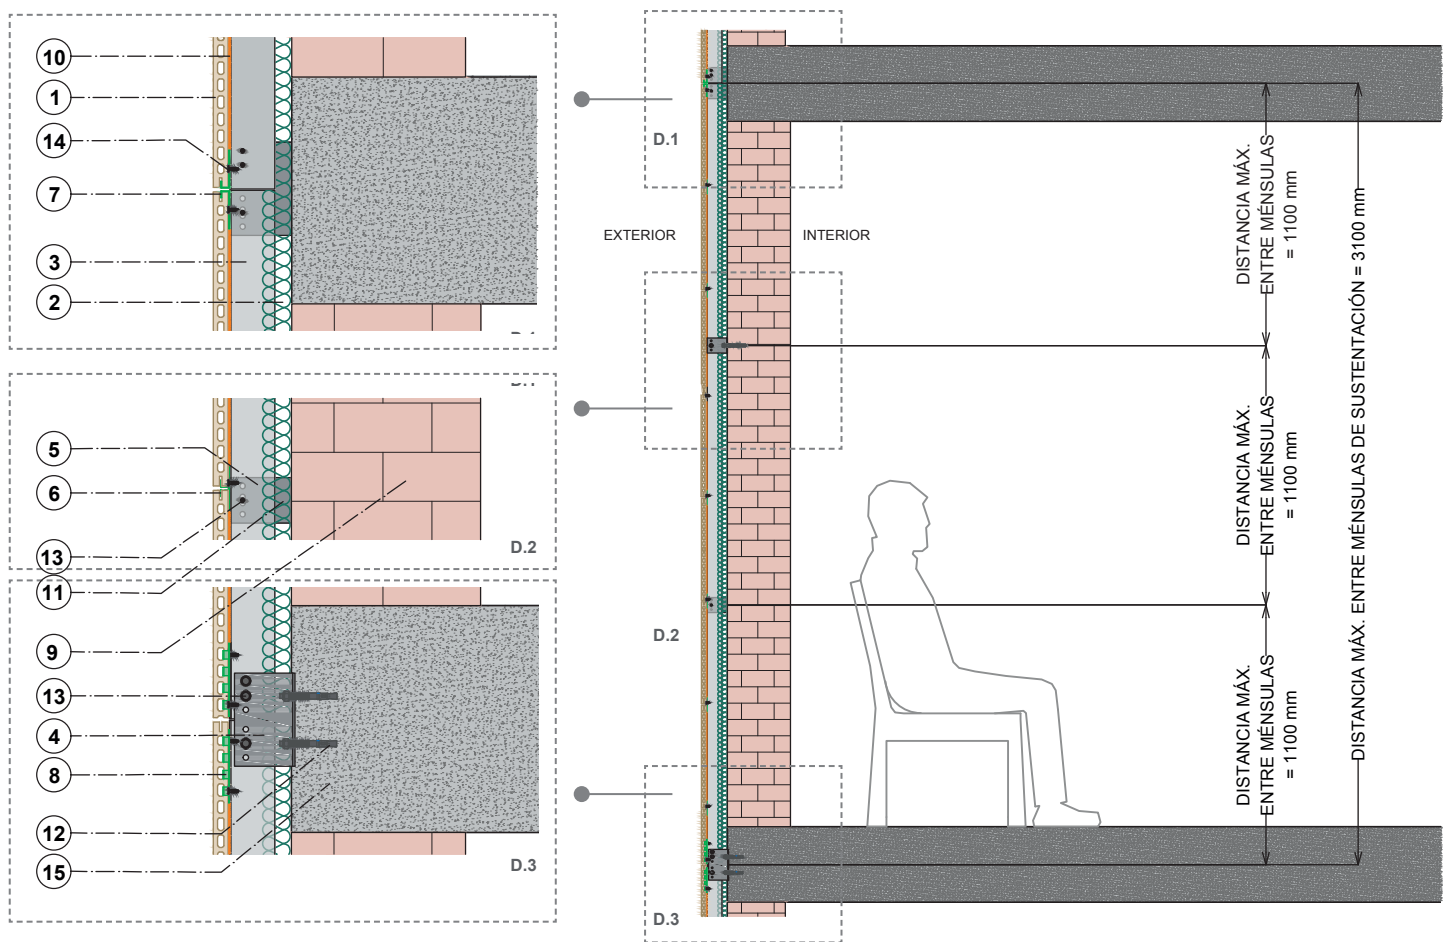 10
1
14
7
3
2
5
6
13
11
D.2
9
13
4
8
12
15
D.3
D.1
EXTERIOR
INTERIOR
D.2
D.3
DISTANCIA MÁX.
ENTRE MÉNSULAS
= 1100 mm
DISTANCIA MÁX.
ENTRE MÉNSULAS
= 1100 mm
DISTANCIA MÁX.
ENTRE MÉNSULAS
= 1100 mm
DISTANCIA MÁX. ENTRE MÉNSULAS DE SUSTENTACIÓN = 3100 mm